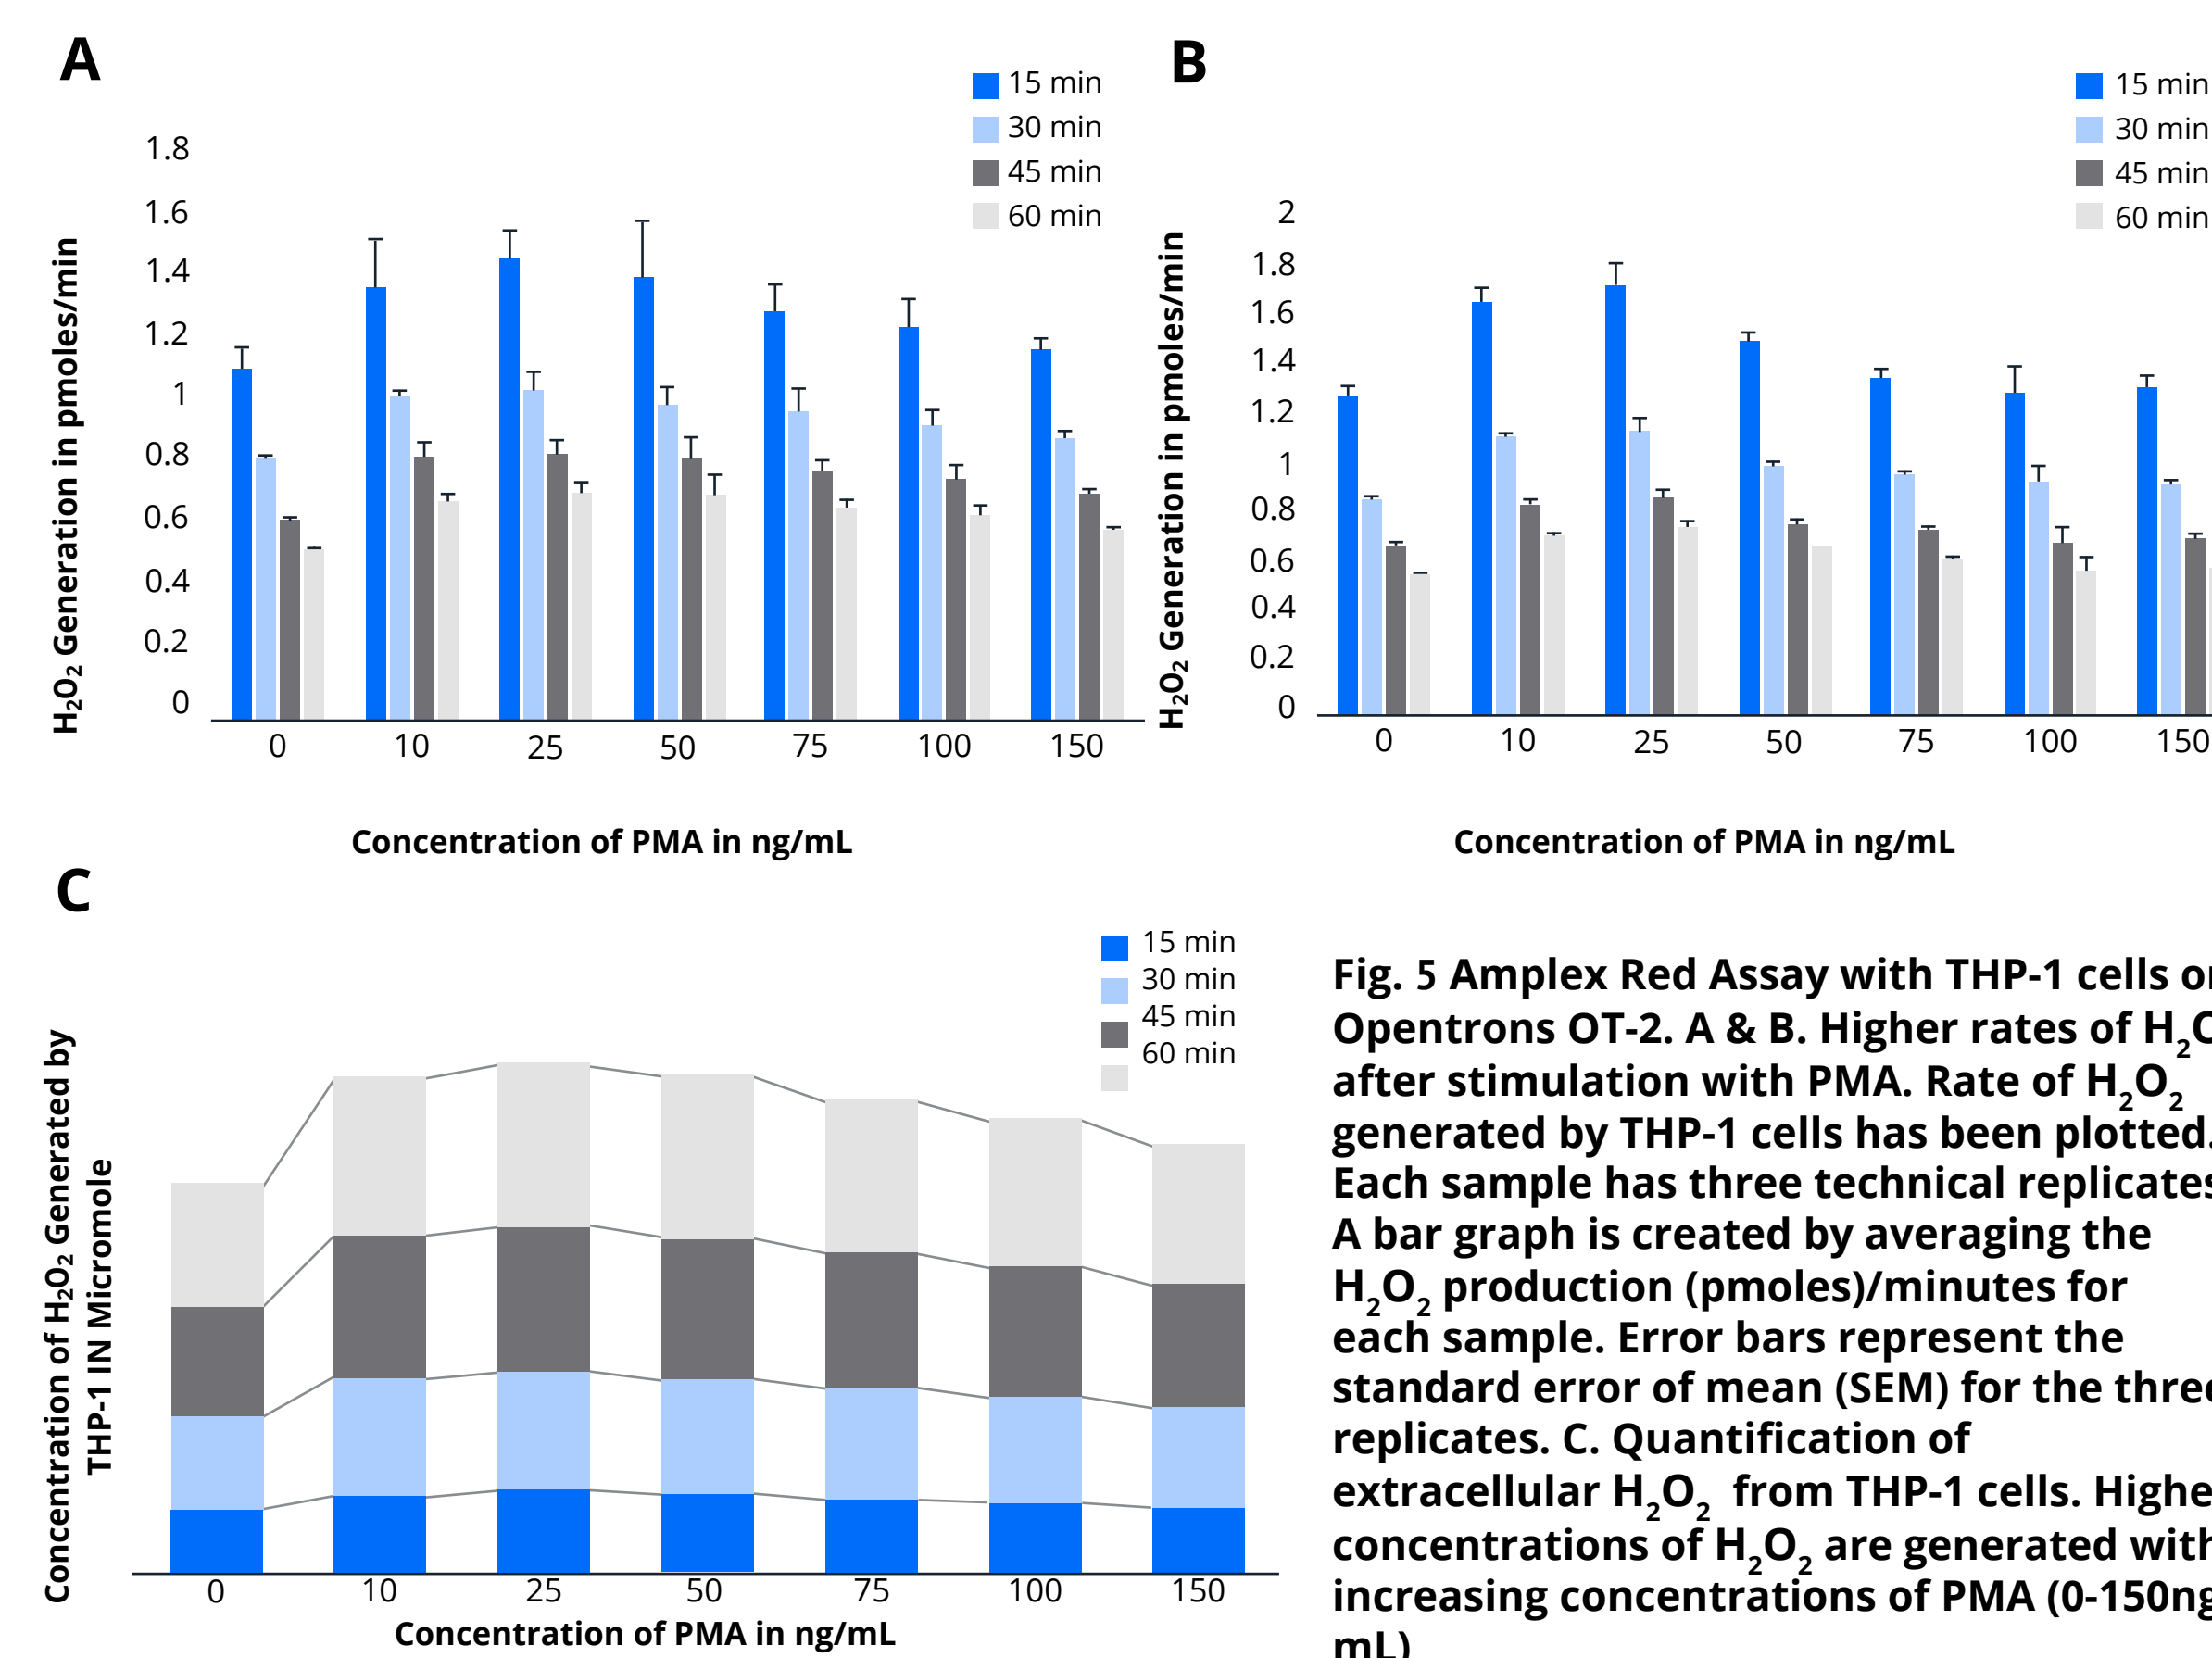 A
15 min
30 min
45 min
60 min
1.8
1.6
1.4
1.2
1
0.8
0.6
0.4
0.2
0
H₂O₂ Generation in pmoles/min
0 10 25 50 75 100 150
Concentration of PMA in ng/mL
B
15 min
30 min
45 min
60 min
2
1.8
1.6
1.4
1.2
1
0.8
0.6
0.4
0.2
0
H₂O₂ Generation in pmoles/min
0 10 25 50 75 100 150
Concentration of PMA in ng/mL
C
15 min
30 min
45 min
60 min
Concentration of H₂O₂ Generated by
THP-1 IN Micromole
0 10 25 50 75 100 150
Concentration of PMA in ng/mL
Fig. 5 Amplex Red Assay with THP-1 cells
Opentrons OT-2. A & B. Higher rates of
after stimulation with PMA. Rate of H₂O₂
generated by THP-1 cells has been plotted.
Each sample has three technical replicates
A bar graph is created by averaging the
H₂O₂ production (pmoles)/minutes for
each sample. Error bars represent the
standard error of mean (SEM) for the
replicates. C. Quantification of
extracellular H₂O₂ from THP-1 cells.
concentrations of H₂O₂ are generated with
increasing concentrations of PMA (0-150ng
mL)